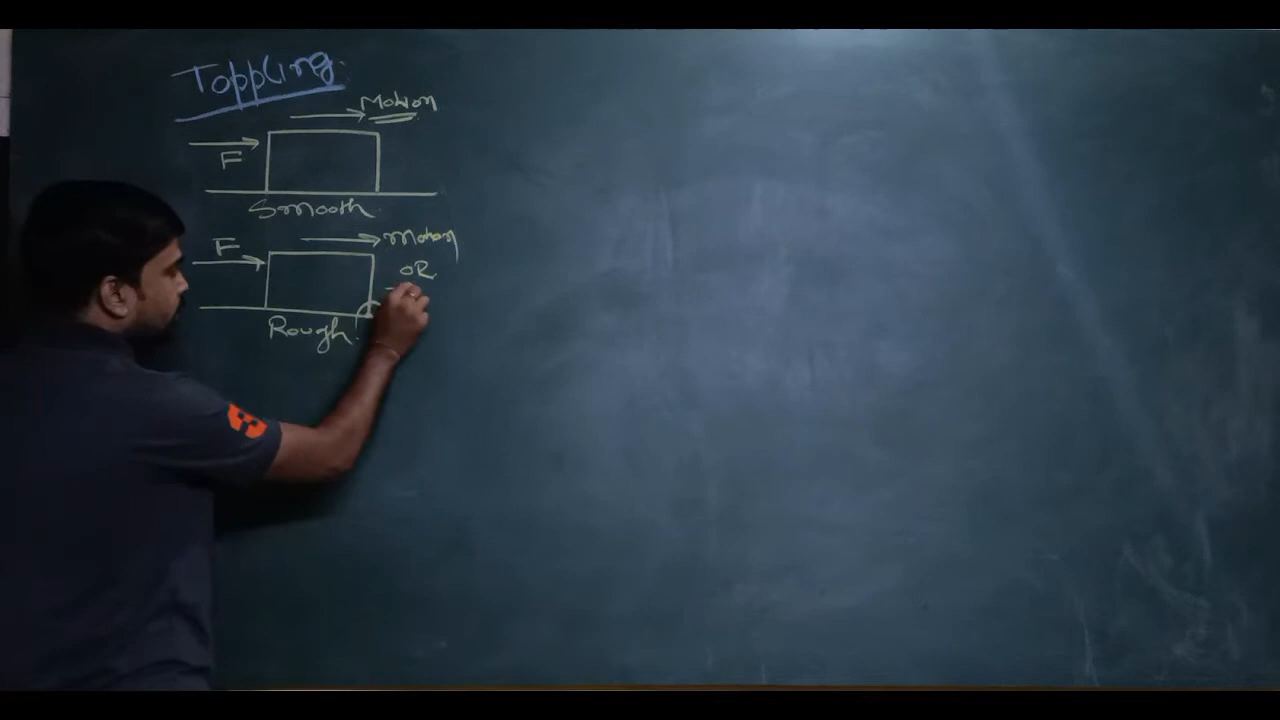 Toppling
Motion
F
Smooth
F
Motion
OR
Rough